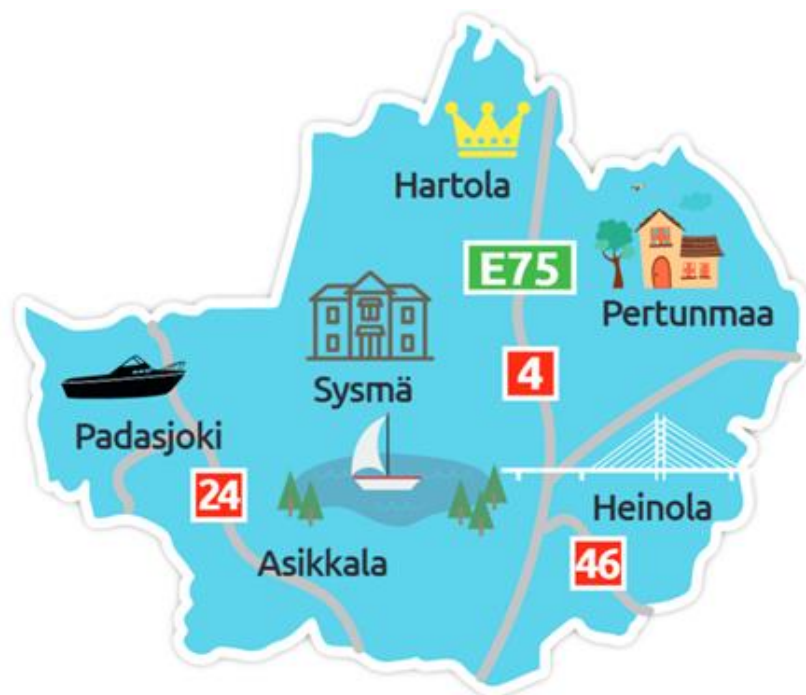 Hartola
E75
Pertunmaa
4
Sysmä
Padasjoki
24
Heinola
Asikkala
46